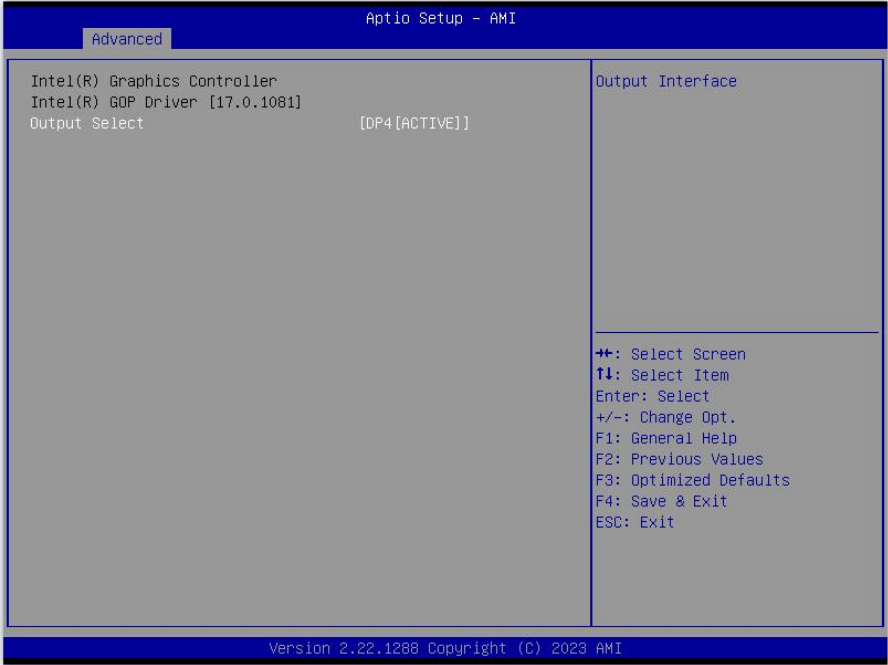 Aptio Setup – AMI
Advanced
Intel(R) Graphics Controller
Intel(R) GOP Driver [17.0.1081]
Output Select [DP4[ACTIVE]]
Output Interface
→←: Select Screen
↑↓: Select Item
Enter: Select
+/-: Change Opt.
F1: General Help
F2: Previous Values
F3: Optimized Defaults
F4: Save & Exit
ESC: Exit
Version 2.22.1288 Copyright (C) 2023 AMI